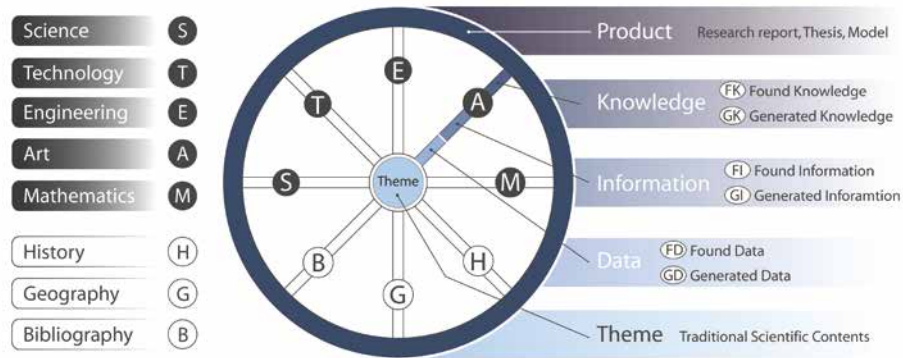 Science S
Technology T
Engineering E
Art A
Mathematics M
History H
Geography G
Bibliography B
E
T
A
S
Theme
M
B
H
G
Product Research report, Thesis, Model
Knowledge
FK Found Knowledge
GK Generated Knowledge
Information
FI Found Information
GI Generated Inforamtion
Data
FD Found Data
GD Generated Data
Theme Traditional Scientific Contents